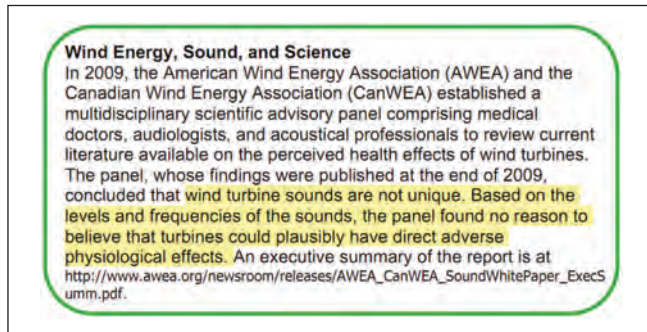 Wind Energy, Sound, and Science
In 2009, the American Wind Energy Association (AWEA) and the
Canadian Wind Energy Association (CanWEA) established a
multidisciplinary scientific advisory panel comprising medical
doctors, audiologists, and acoustical professionals to review current
literature available on the perceived health effects of wind turbines.
The panel, whose findings were published at the end of 2009,
concluded that wind turbine sounds are not unique. Based on the
levels and frequencies of the sounds, the panel found no reason to
believe that turbines could plausibly have direct adverse
physiological effects. An executive summary of the report is at
http://www.awea.org/newsroom/releases/AWEA_CanWEA_SoundWhitePaper_ExecS
umm.pdf.